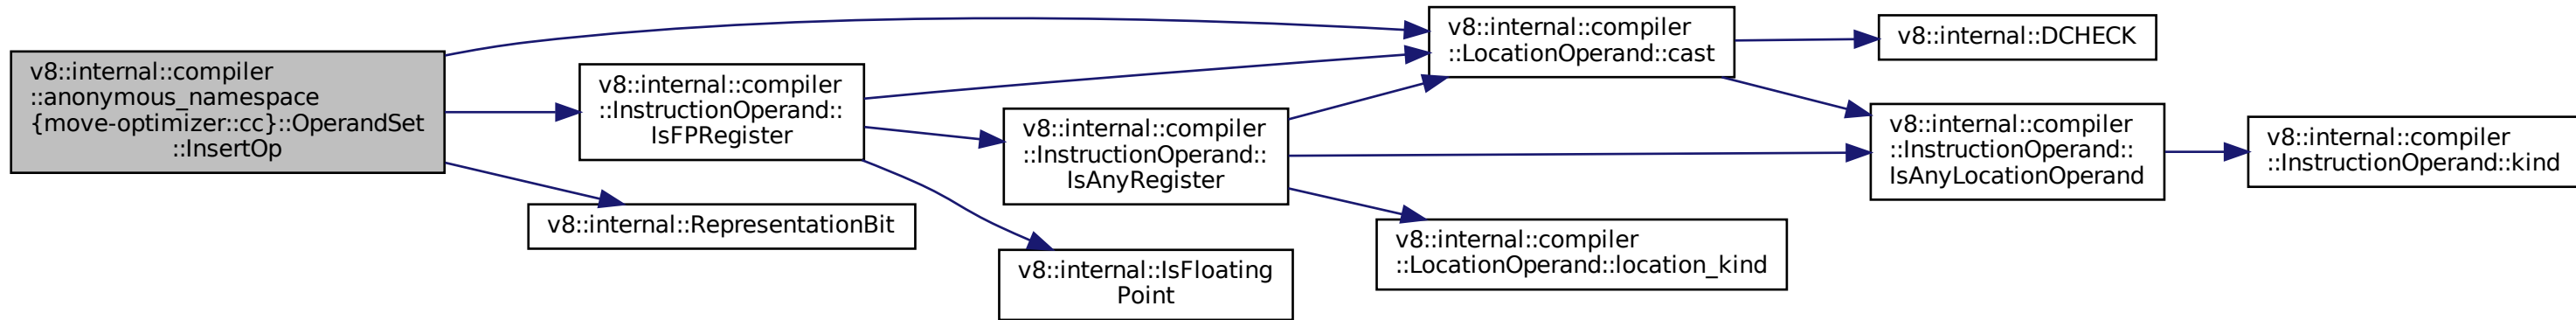 v8::internal::compiler
::anonymous_namespace
{move-optimizer::cc}::OperandSet
::InsertOp
v8::internal::compiler
::InstructionOperand::
IsFPRegister
v8::internal::RepresentationBit
v8::internal::compiler
::InstructionOperand::
IsAnyRegister
v8::internal::IsFloating
Point
v8::internal::compiler
::LocationOperand::cast
v8::internal::compiler
::LocationOperand::location_kind
v8::internal::DCHECK
v8::internal::compiler
::InstructionOperand::
IsAnyLocationOperand
v8::internal::compiler
::InstructionOperand::kind